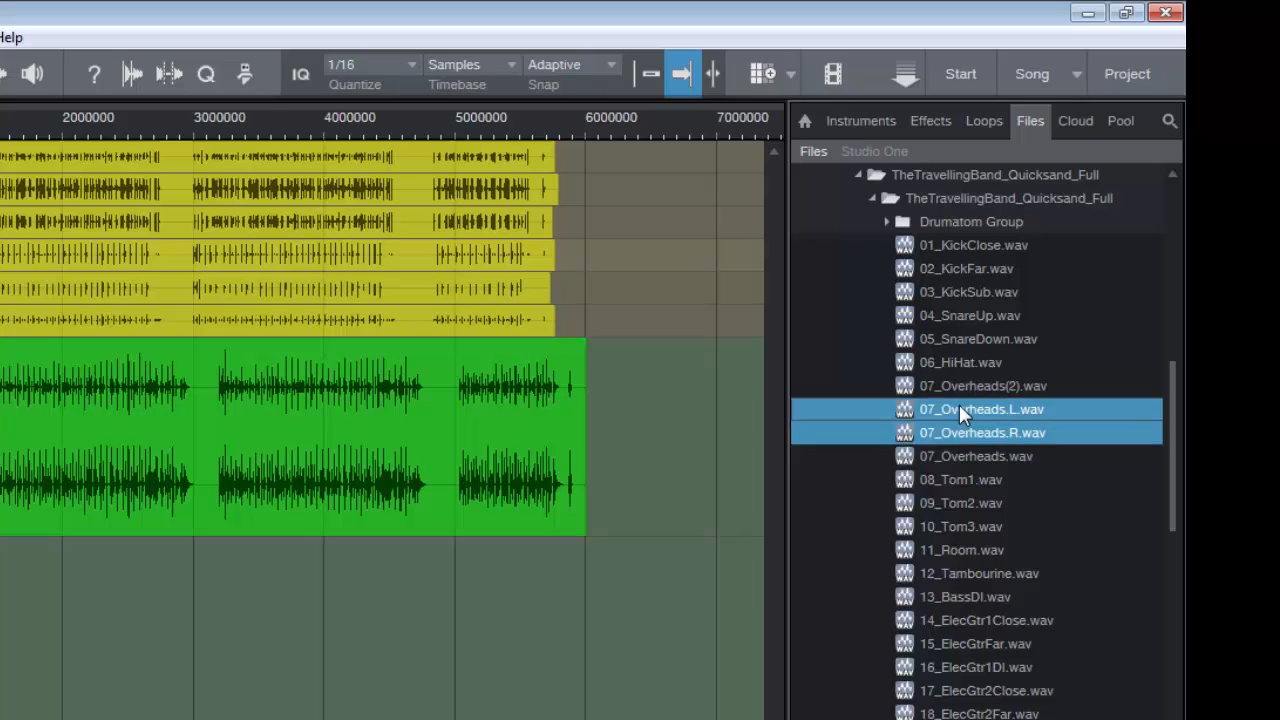 Help
?
Q
IQ
1/16
Quantize
Samples
Timebase
Adaptive
Snap
Start
Song
Project
2000000 3000000 4000000 5000000 6000000 7000000
Instruments Effects Loops Files Cloud Pool
Files Studio One
TheTravellingBand_Quicksand_Full
TheTravellingBand_Quicksand_Full
Drumatom Group
01_KickClose.wav
02_KickFar.wav
03_KickSub.wav
04_SnareUp.wav
05_SnareDown.wav
06_HiHat.wav
07_Overheads(2).wav
07_Overheads.L.wav
07_Overheads.R.wav
07_Overheads.wav
08_Tom1.wav
09_Tom2.wav
10_Tom3.wav
11_Room.wav
12_Tambourine.wav
13_BassDI.wav
14_ElecGtr1Close.wav
15_ElecGtrFar.wav
16_ElecGtr1DI.wav
17_ElecGtr2Close.wav
18_ElecGtr2Far.wav